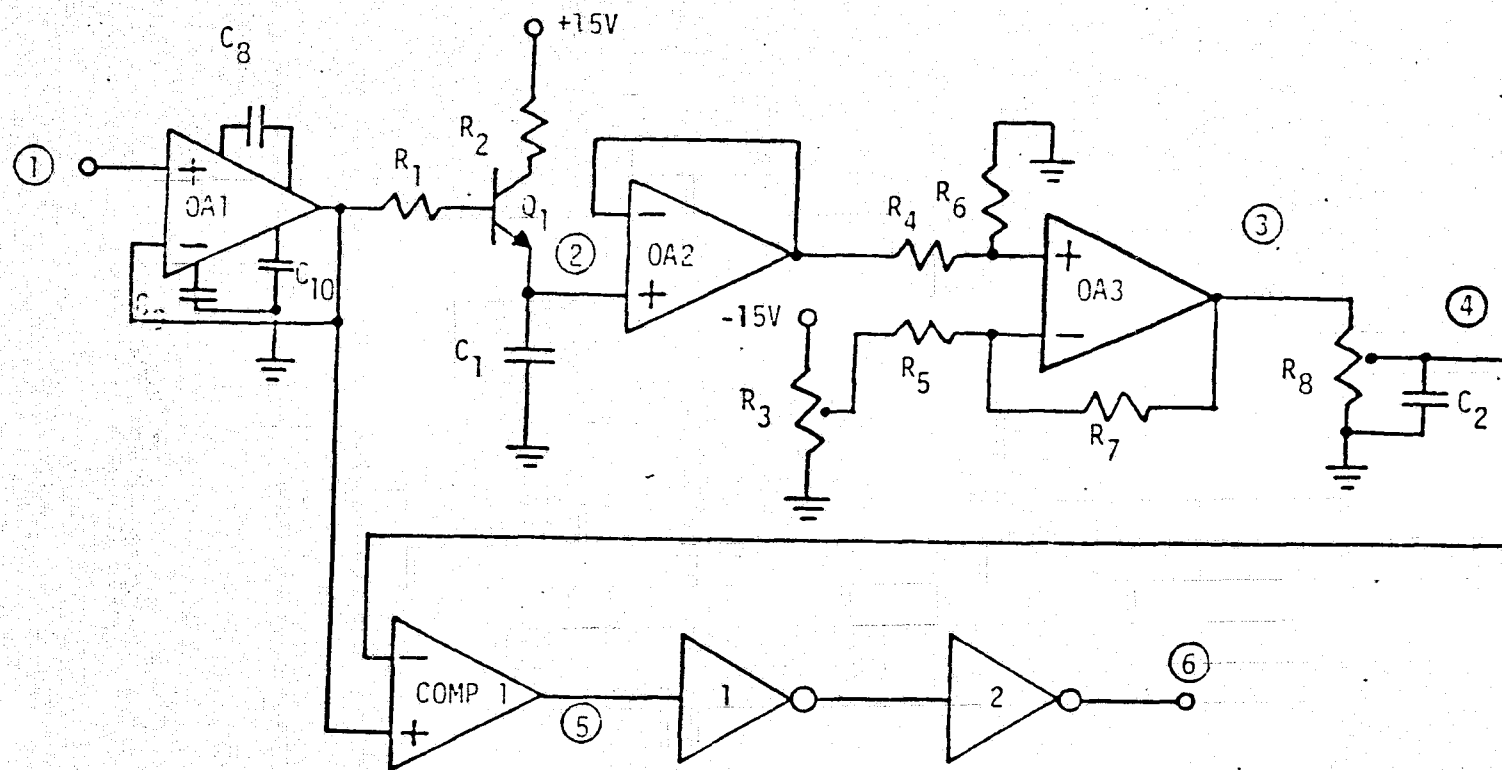 +15V
C8
R2
R1
1
+
OA1
−
Q1
2
−
OA2
+
C10
C1
R4
R6
+
OA3
−
3
-15V
R5
R3
R7
4
R8
C2
−
COMP 1
+
5
1
2
6